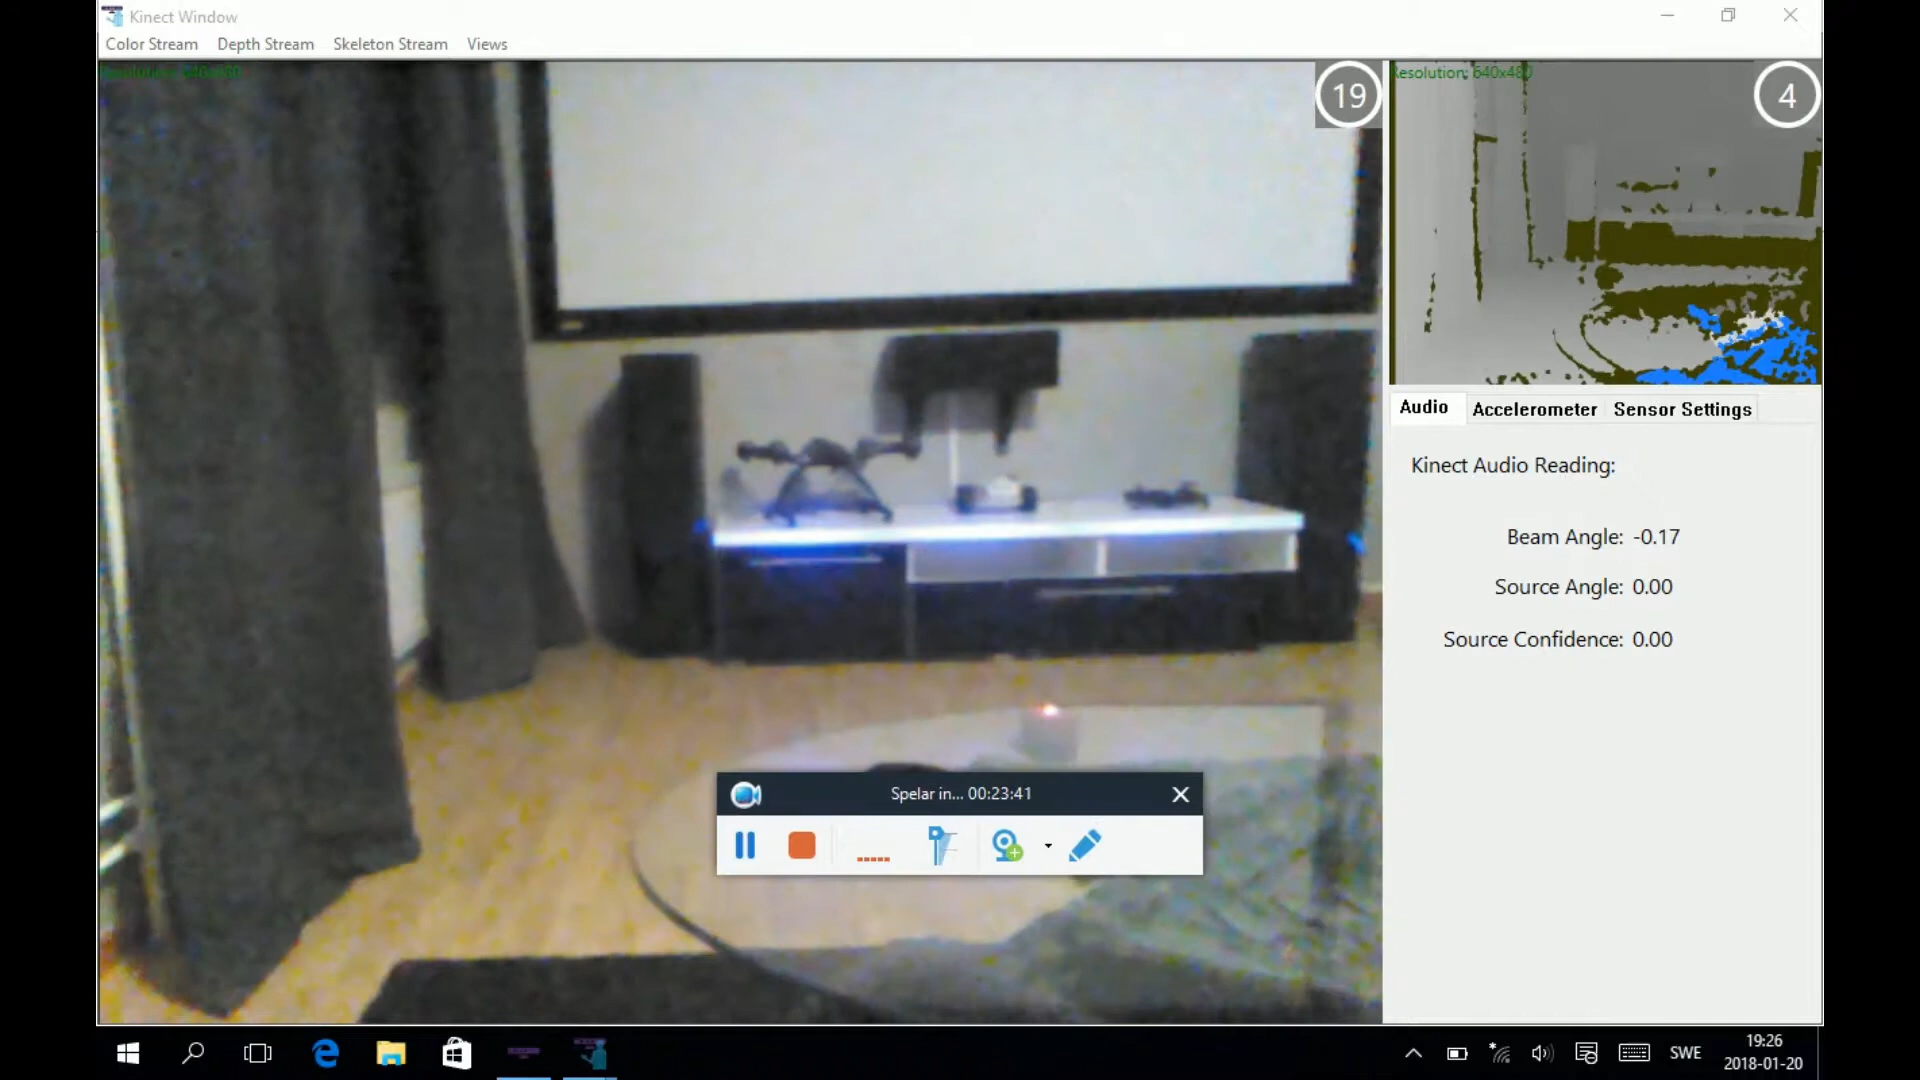 Kinect Window
Color Stream Depth Stream Skeleton Stream Views
Resolution: 640x480
19
Resolution: 640x480
4
Audio Accelerometer Sensor Settings
Kinect Audio Reading:
Beam Angle: -0.17
Source Angle: 0.00
Source Confidence: 0.00
Spelar in... 00:23:41
SWE
19:26
2018-01-20